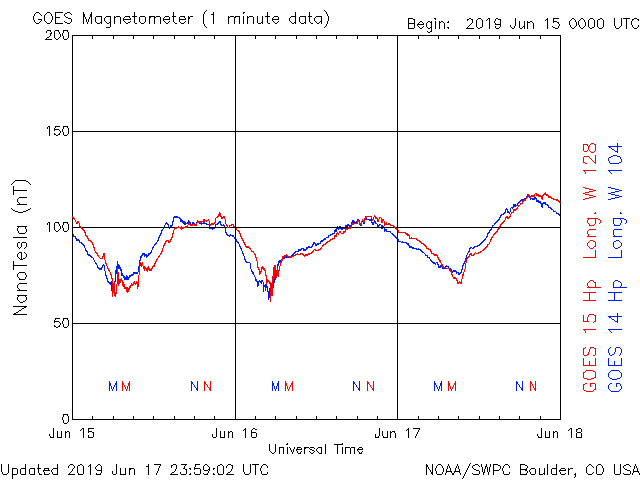 GOES Magnetometer (1 minute data)
Begin: 2019 Jun 15 0000 UTC
200
150
100
50
0
NanoTesla (nT)
M M N N M M N N M M N N
Jun 15 Jun 16 Jun 17 Jun 18
Universal Time
GOES 15 Hp Long. W 128
GOES 14 Hp Long. W 104
Updated 2019 Jun 17 23:59:02 UTC
NOAA/SWPC Boulder, CO USA